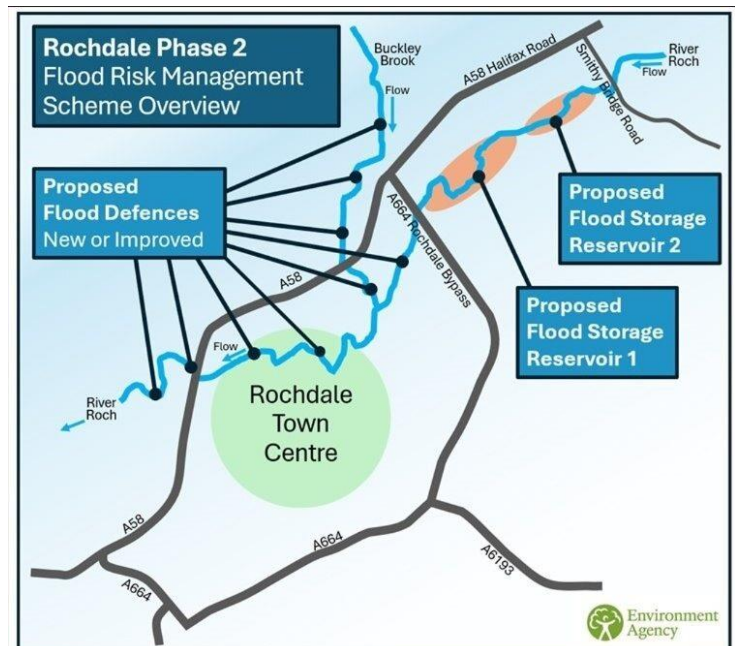 Rochdale Phase 2
Flood Risk Management
Scheme Overview
Buckley
Brook
Flow
A58 Halifax Road
Smithy Bridge Road
River
Roch
Flow
Proposed
Flood Defences
New or Improved
A664 Rochdale Bypass
Proposed
Flood Storage
Reservoir 2
Proposed
Flood Storage
Reservoir 1
A58
Flow
River
Roch
Rochdale
Town
Centre
A58
A664
A664
A6193
Environment
Agency